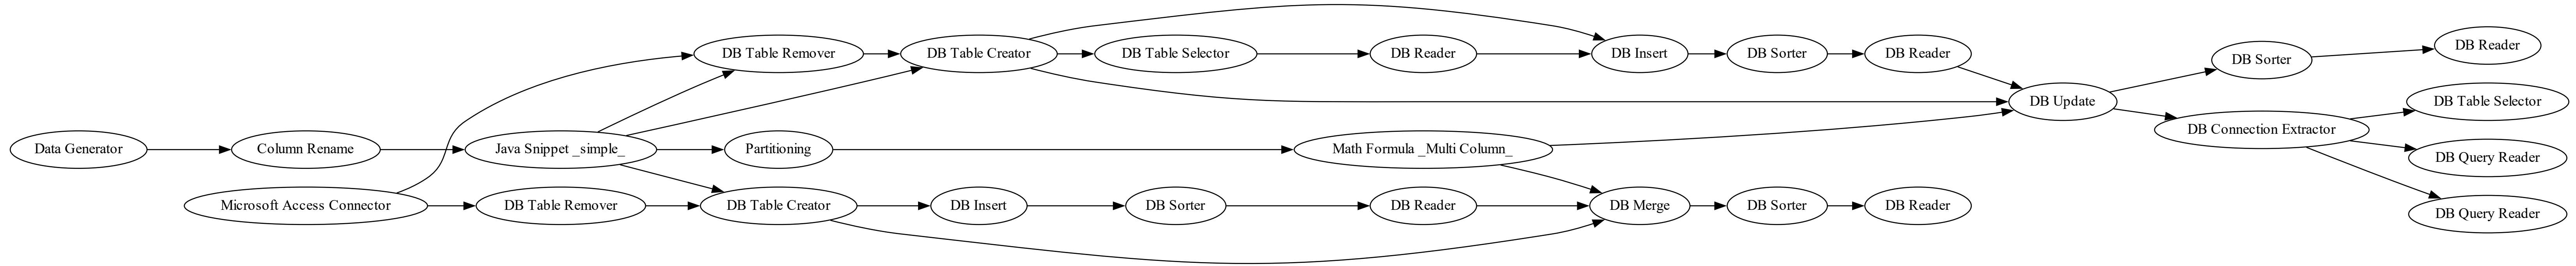 Data Generator
Column Rename
Microsoft Access Connector
Java Snippet _simple_
DB Table Remover
DB Table Remover
Partitioning
DB Table Creator
DB Table Creator
DB Insert
DB Table Selector
DB Sorter
DB Reader
Math Formula _Multi Column_
DB Reader
DB Insert
DB Merge
DB Sorter
DB Sorter
DB Reader
DB Reader
DB Update
DB Sorter
DB Connection Extractor
DB Reader
DB Table Selector
DB Query Reader
DB Query Reader